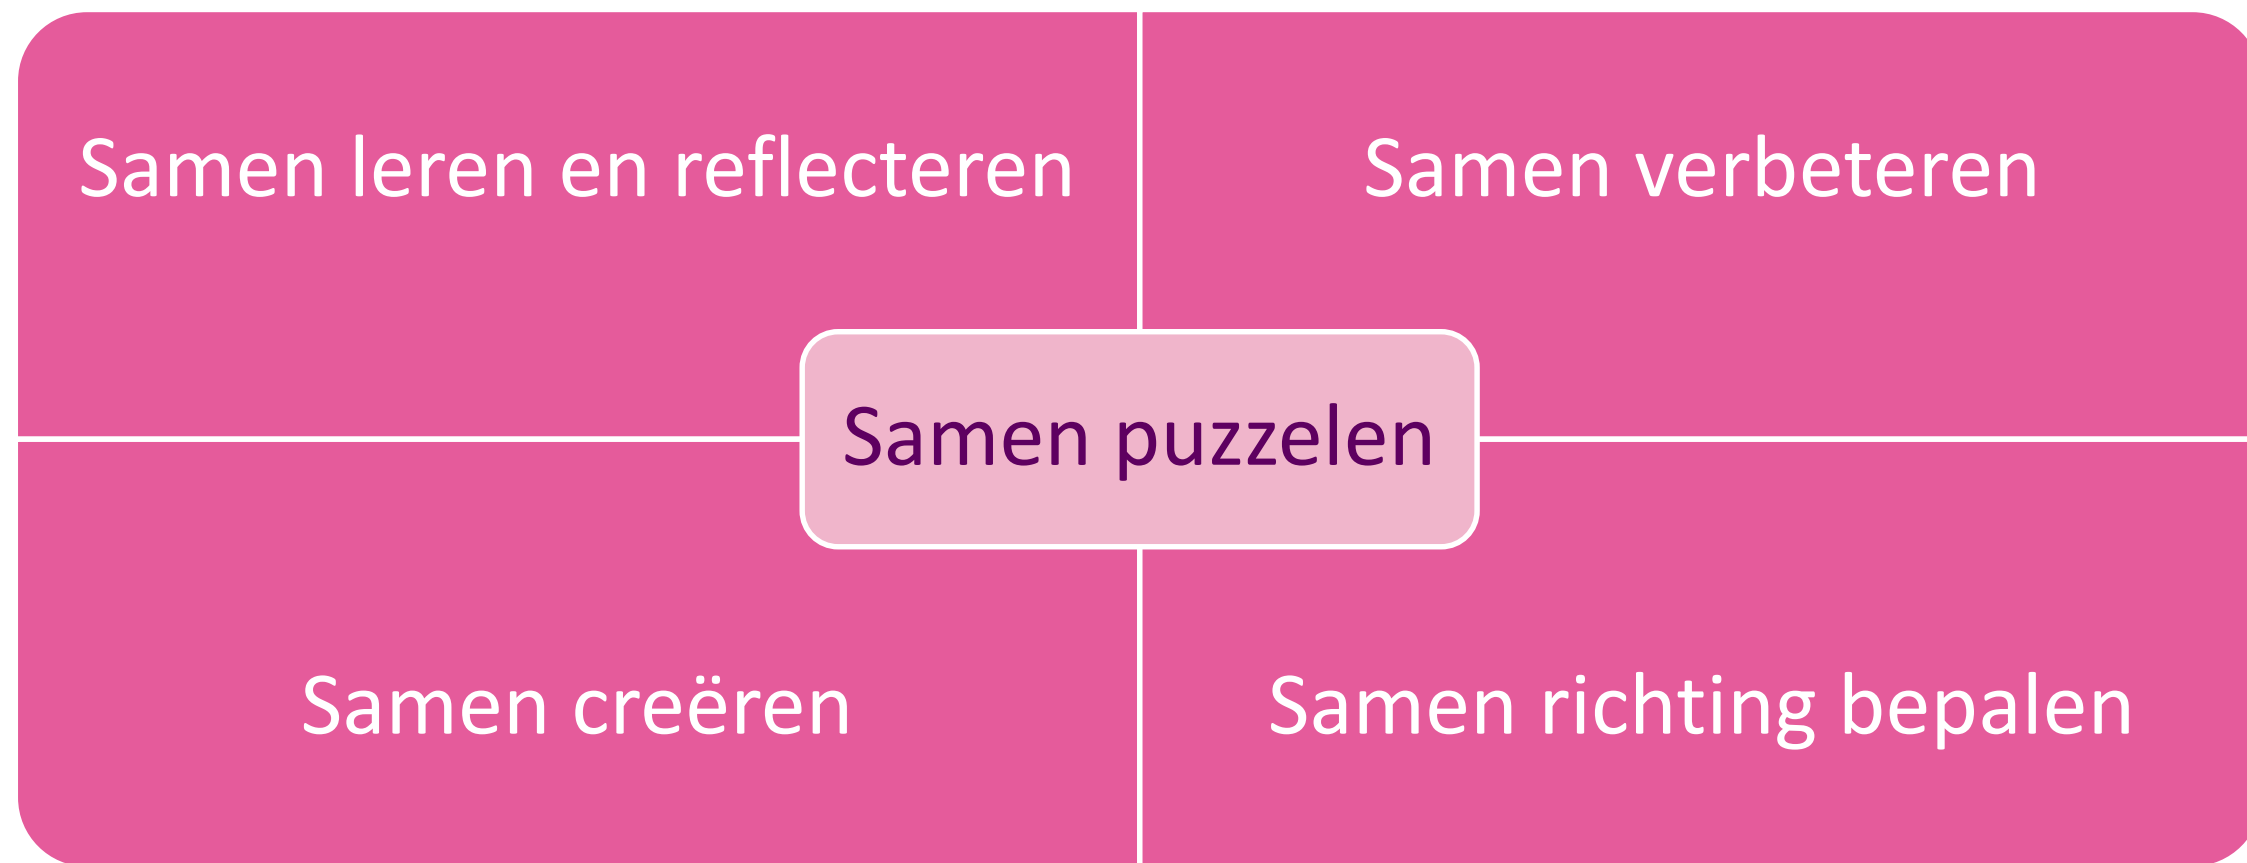 Samen leren en reflecteren
Samen verbeteren
Samen puzzelen
Samen creëren
Samen richting bepalen